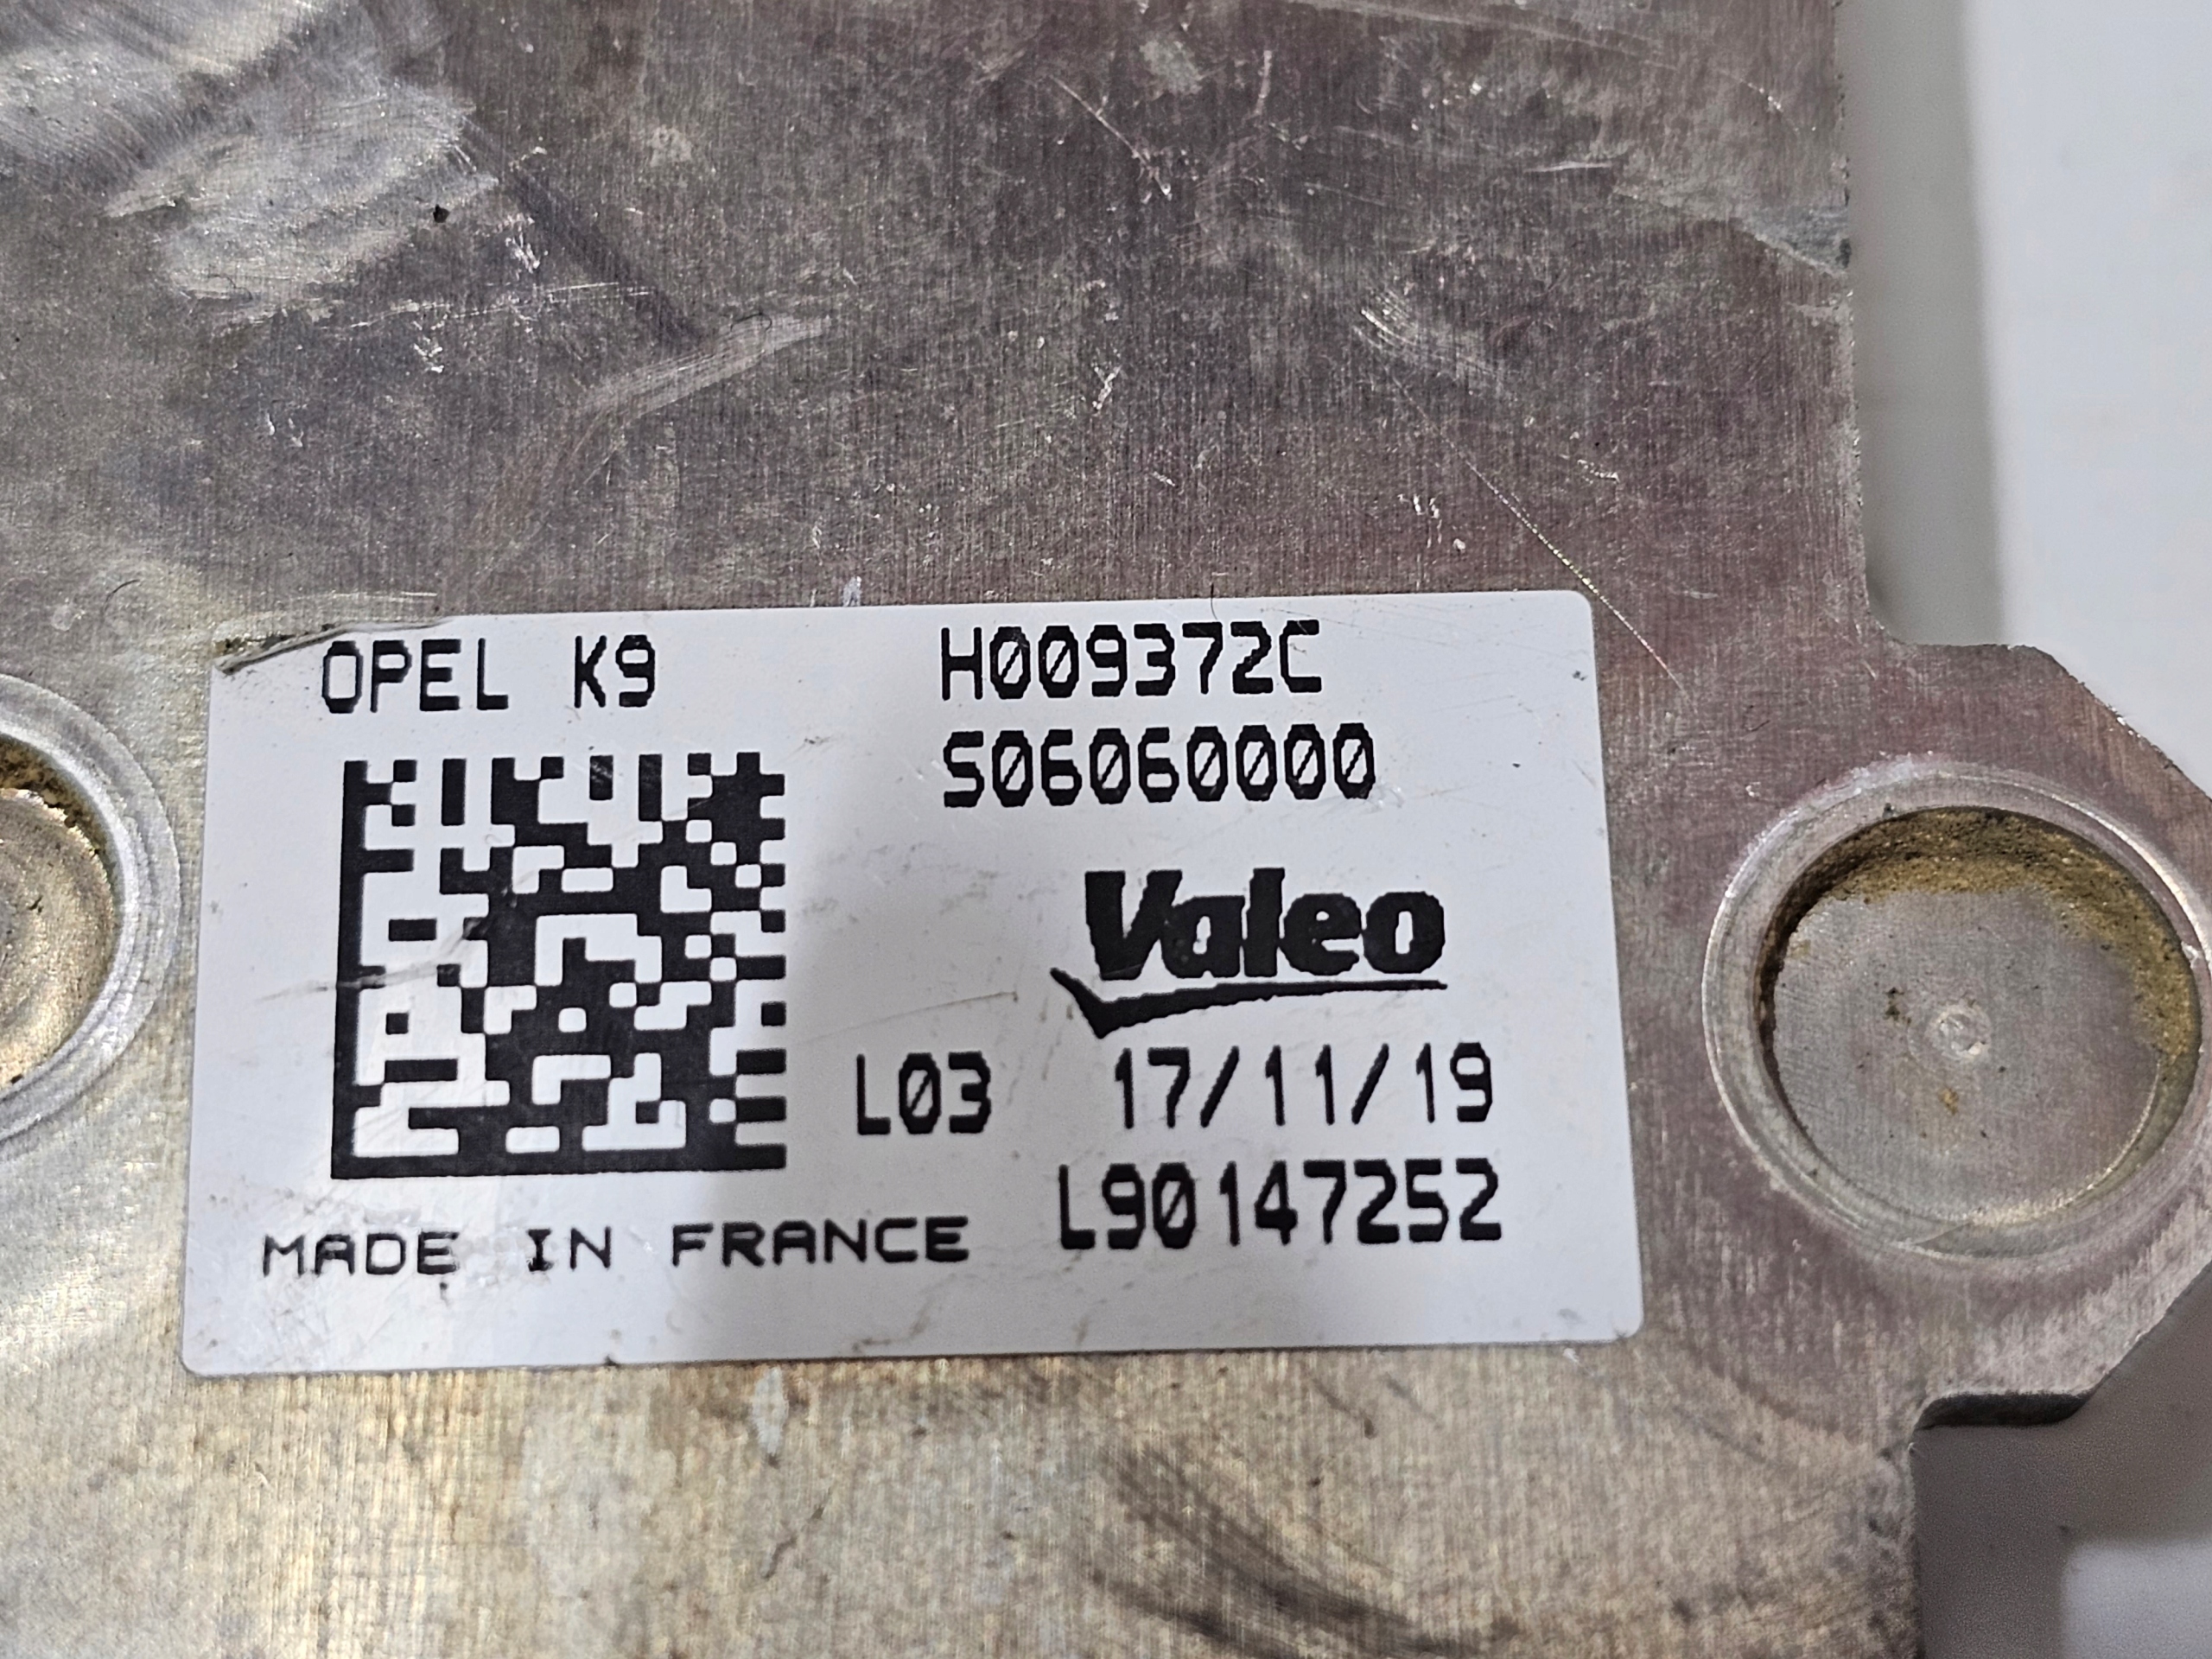 OPEL K9 H009372C
S06060000
Valeo
L03 17/11/19
L90147252
MADE IN FRANCE